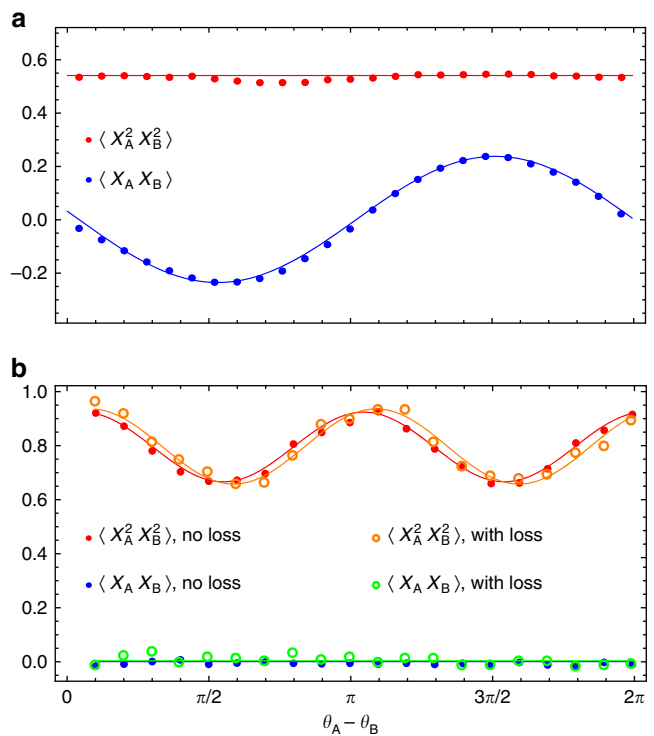 a
0.6
0.4
⟨ X_A^2 X_B^2 ⟩
⟨ X_A X_B ⟩
0.2
0.0
−0.2
b
1.0
0.8
0.6
⟨ X_A^2 X_B^2 ⟩, no loss ⟨ X_A^2 X_B^2 ⟩, with loss
0.4
⟨ X_A X_B ⟩, no loss ⟨ X_A X_B ⟩, with loss
0.2
0.0
0 π/2 π 3π/2 2π
θ_A − θ_B